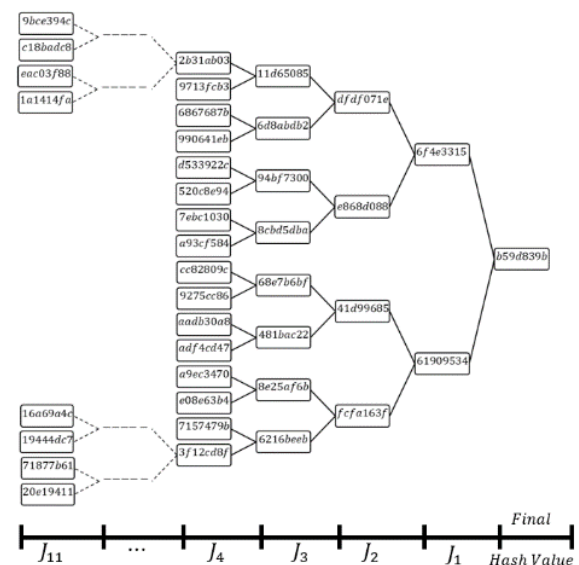 9bce394c
c18badc8
eac03f88
1a1414fa
2b31ab03
9713fcb3
6867687b
990641eb
d533922c
520c8e94
7ebc1030
a93cf584
cc82809c
9275cc86
aadb30a8
adf4cd47
a9ec3470
e08e63b4
7157479b
3f12cd8f
11d65085
6d8abdb2
94bf7300
8cbd5dba
68e7b6bf
481bac22
8e25af6b
6216beeb
dfdf071e
e868d088
41d99685
fcfa163f
6f4e3315
61909534
b59d839b
16a69a4c
19444dc7
71877b61
20e19411
J₁₁ ... J₄ J₃ J₂ J₁ Final
Hash Value